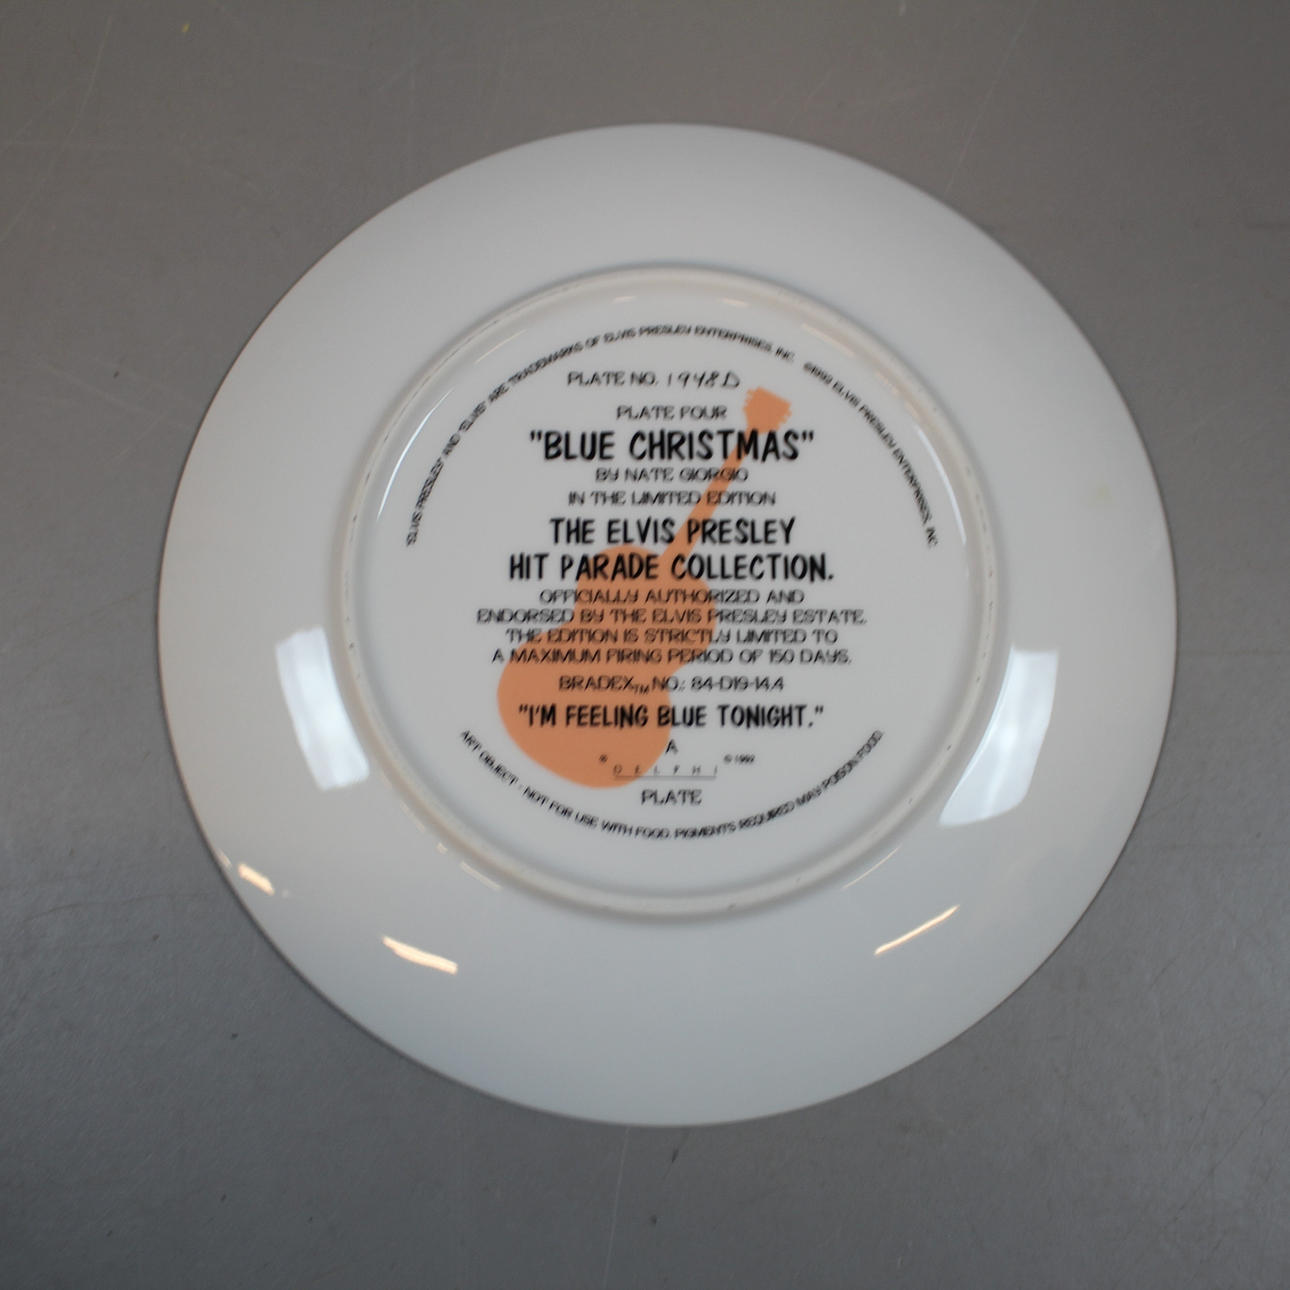 "ELVIS PRESLEY" AND "ELVIS" ARE TRADEMARKS OF ELVIS PRESLEY ENTERPRISES, INC. ©1992 ELVIS PRESLEY ENTERPRISES, INC.
PLATE NO. 1948D
PLATE FOUR
"BLUE CHRISTMAS"
BY NATE GIORGIO
IN THE LIMITED EDITION
THE ELVIS PRESLEY
HIT PARADE COLLECTION.
OFFICIALLY AUTHORIZED AND
ENDORSED BY THE ELVIS PRESLEY ESTATE.
THE EDITION IS STRICTLY LIMITED TO
A MAXIMUM FIRING PERIOD OF 150 DAYS.
BRADEX™ NO.: 84-D19-14.4
"I'M FEELING BLUE TONIGHT."
A
® DELPHI ©1992
PLATE
ART OBJECT - NOT FOR USE WITH FOOD. PIGMENTS REQUIRED MAY POISON FOOD.